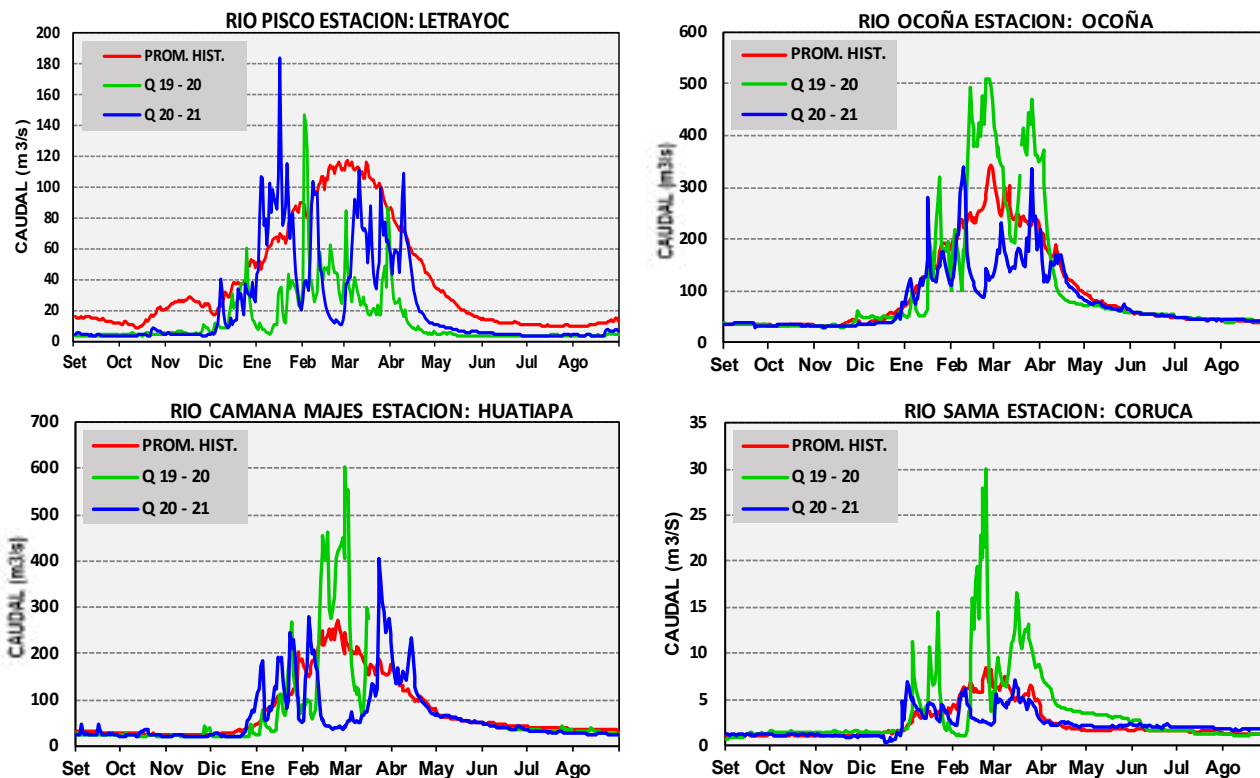 RIO PISCO ESTACION: LETRAYOC
CAUDAL (m3/s)
200
180
160
140
120
100
80
60
40
20
0
PROM. HIST.
Q 19 - 20
Q 20 - 21
Set Oct Nov Dic Ene Feb Mar Abr May Jun Jul Ago
RIO OCOÑA ESTACION: OCOÑA
CAUDAL (m3/s)
600
500
400
300
200
100
0
PROM. HIST.
Q 19 - 20
Q 20 - 21
Set Oct Nov Dic Ene Feb Mar Abr May Jun Jul Ago
RIO CAMANA MAJES ESTACION: HUATIAPA
CAUDAL (m3/s)
700
600
500
400
300
200
100
0
PROM. HIST.
Q 19 - 20
Q 20 - 21
Set Oct Nov Dic Ene Feb Mar Abr May Jun Jul Ago
RIO SAMA ESTACION: CORUCA
CAUDAL (m3/S)
35
30
25
20
15
10
5
0
PROM. HIST.
Q 19 - 20
Q 20 - 21
Set Oct Nov Dic Ene Feb Mar Abr May Jun Jul Ago